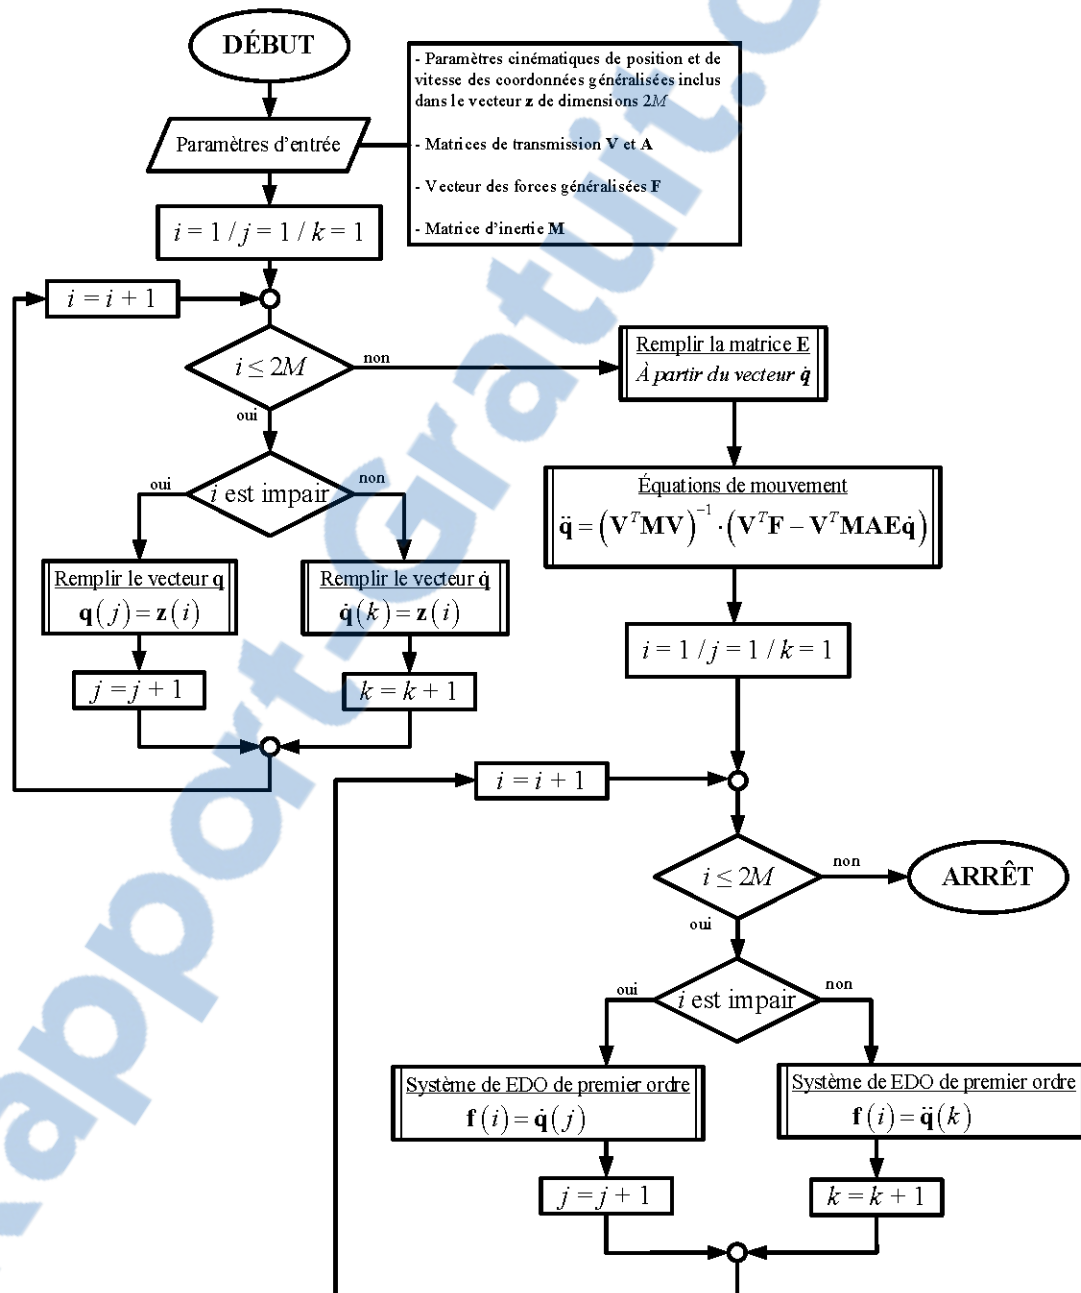 DÉBUT
- Paramètres cinématiques de position et de
vitesse des coordonnées généralisées inclus
dans le vecteur z de dimensions 2M
- Matrices de transmission V et A
- Vecteur des forces généralisées F
- Matrice d'inertie M
Paramètres d'entrée
i = 1 / j = 1 / k = 1
i = i + 1
i ≤ 2M
non
oui
i est impair
oui
non
Remplir le vecteur q
q(j) = z(i)
Remplir le vecteur q̇
q̇(k) = z(i)
j = j + 1
k = k + 1
Remplir la matrice E
À partir du vecteur q̇
Équations de mouvement
q̈ = (VᵀMV)⁻¹ · (VᵀF − VᵀMAEq̇)
i = 1 / j = 1 / k = 1
i = i + 1
i ≤ 2M
non
ARRÊT
oui
i est impair
oui
non
Système de EDO de premier ordre
f(i) = q̇(j)
Système de EDO de premier ordre
f(i) = q̈(k)
j = j + 1
k = k + 1
Rapport-Gratuit.co